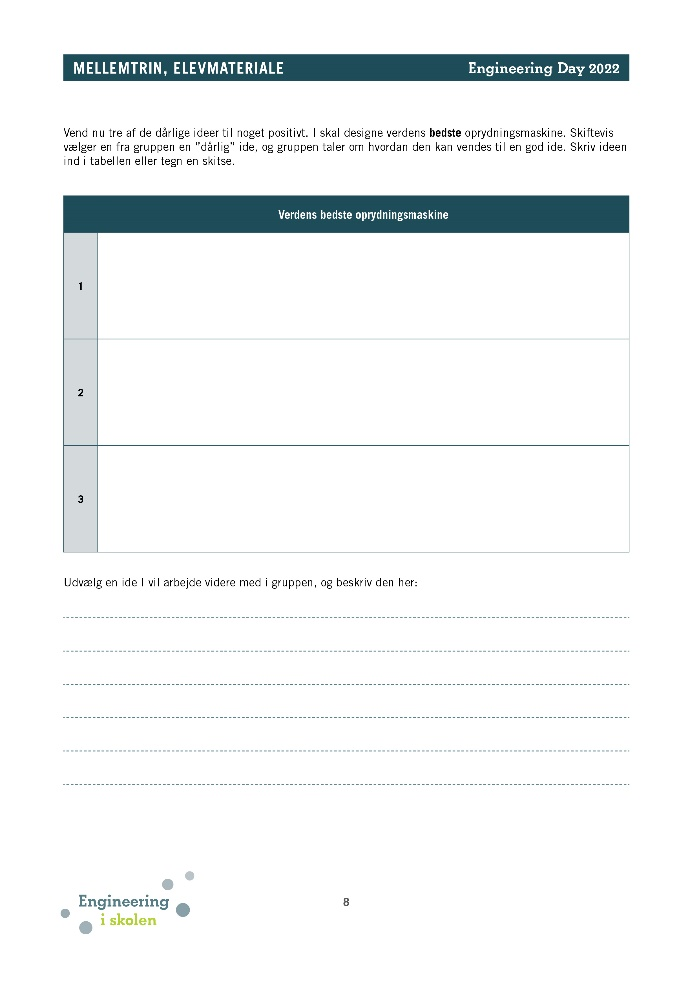 MELLEMTRIN, ELEVMATERIALE
Engineering Day 2022
Vend nu tre af de dårlige ideer til noget positivt. I skal designe verdens bedste oprydningsmaskine. Skiftevis
vælger en fra gruppen en ”dårlig” ide, og gruppen taler om hvordan den kan vendes til en god ide. Skriv ideen
ind i tabellen eller tegn en skitse.
Verdens bedste oprydningsmaskine
1
2
3
Udvælg en ide I vil arbejde videre med i gruppen, og beskriv den her:
Engineering
i skolen
8